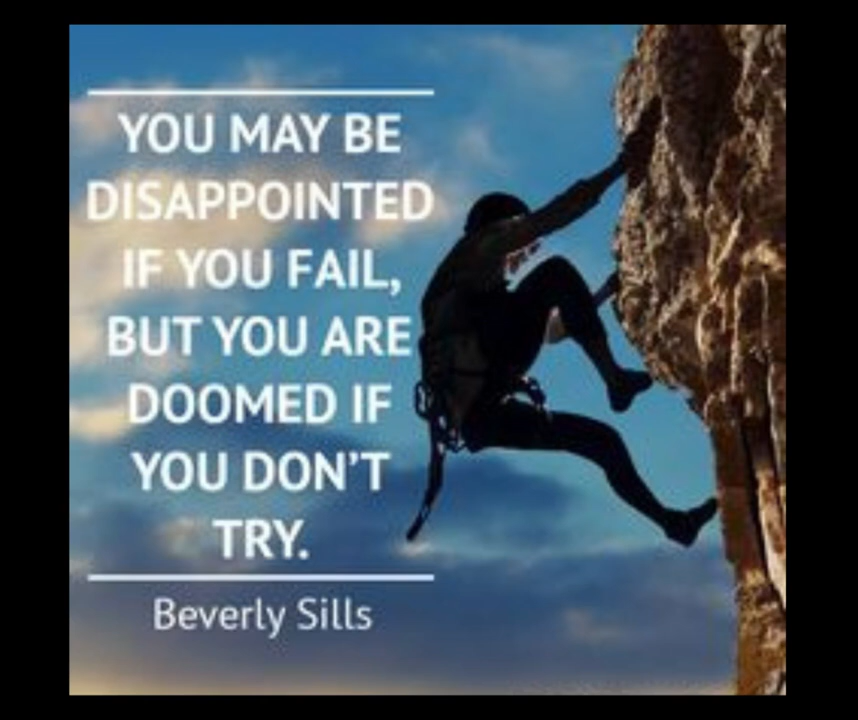 YOU MAY BE
DISAPPOINTED
IF YOU FAIL,
BUT YOU ARE
DOOMED IF
YOU DON'T
TRY.
Beverly Sills